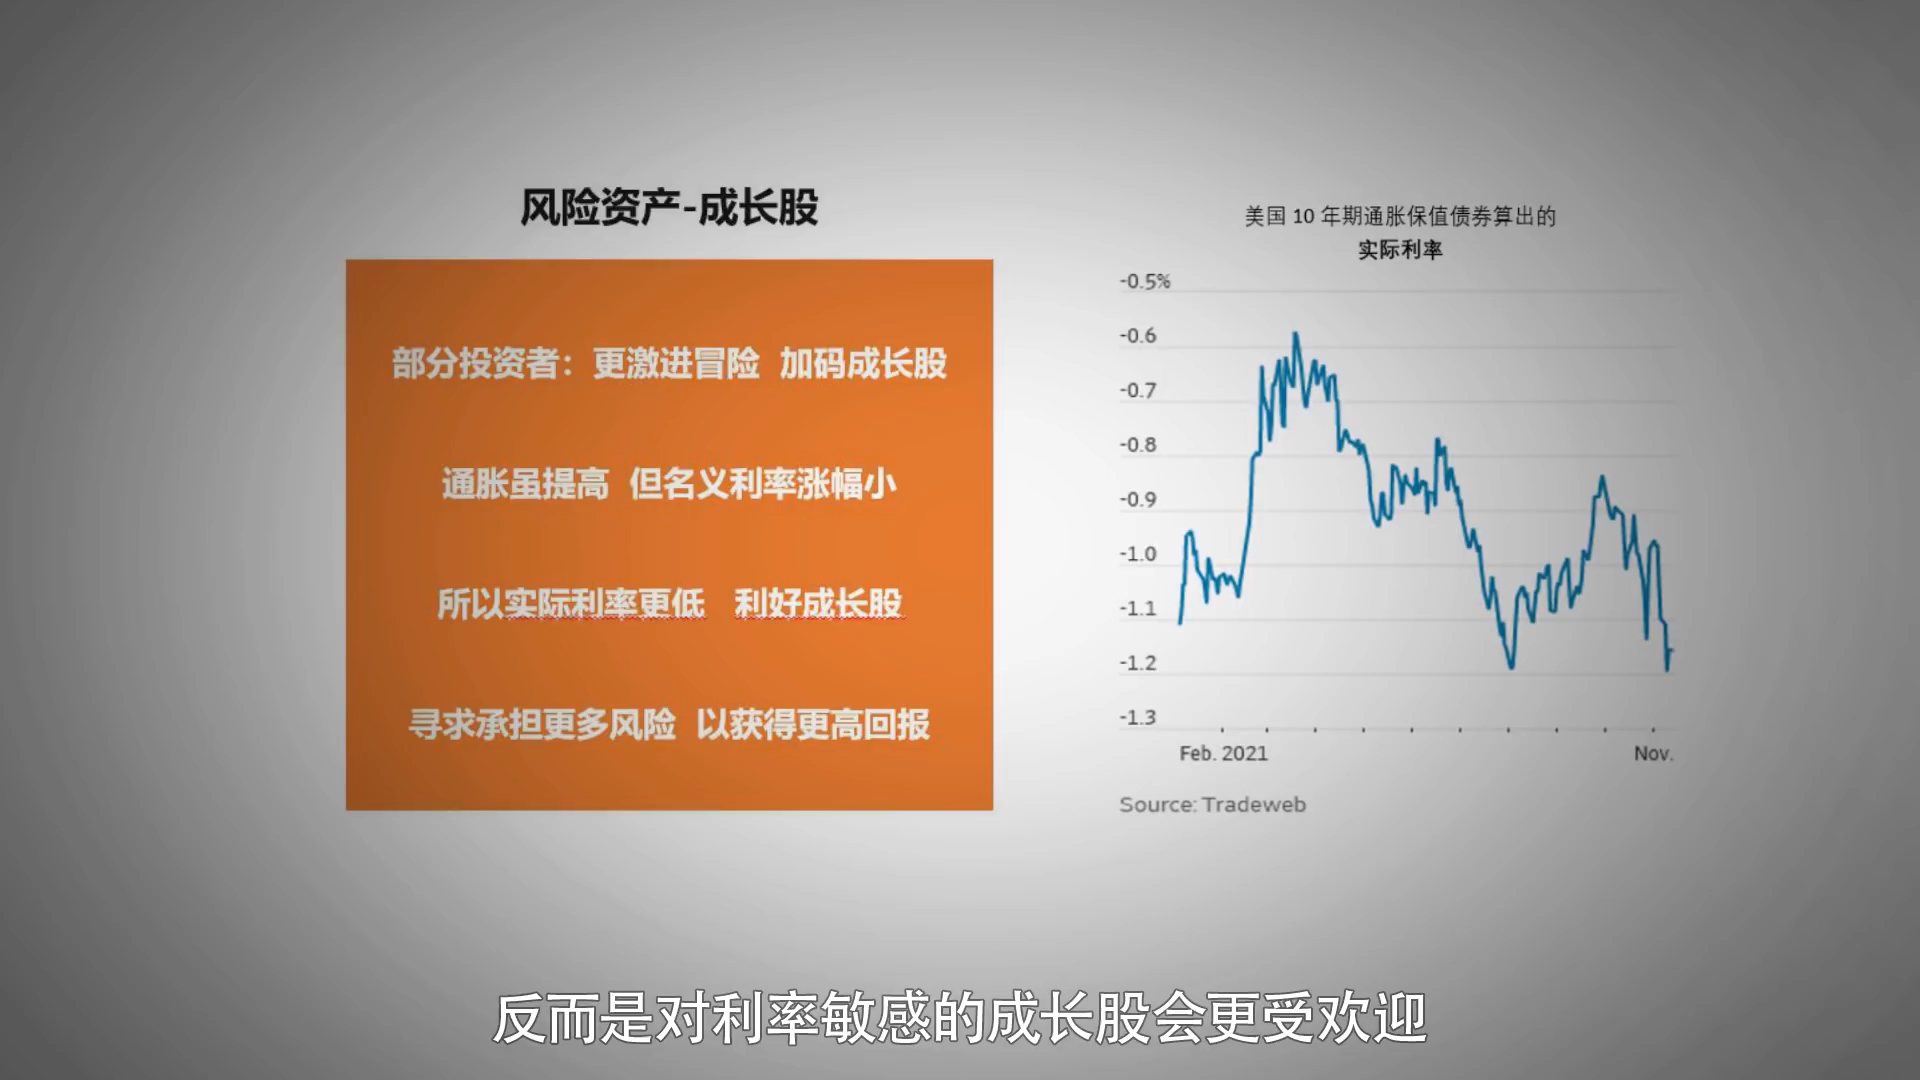 风险资产-成长股
部分投资者：更激进冒险 加码成长股
通胀虽提高 但名义利率涨幅小
所以实际利率更低 利好成长股
寻求承担更多风险 以获得更高回报
美国 10 年期通胀保值债券算出的
实际利率
-0.5%
-0.6
-0.7
-0.8
-0.9
-1.0
-1.1
-1.2
-1.3
Feb. 2021 Nov.
Source: Tradeweb
反而是对利率敏感的成长股会更受欢迎